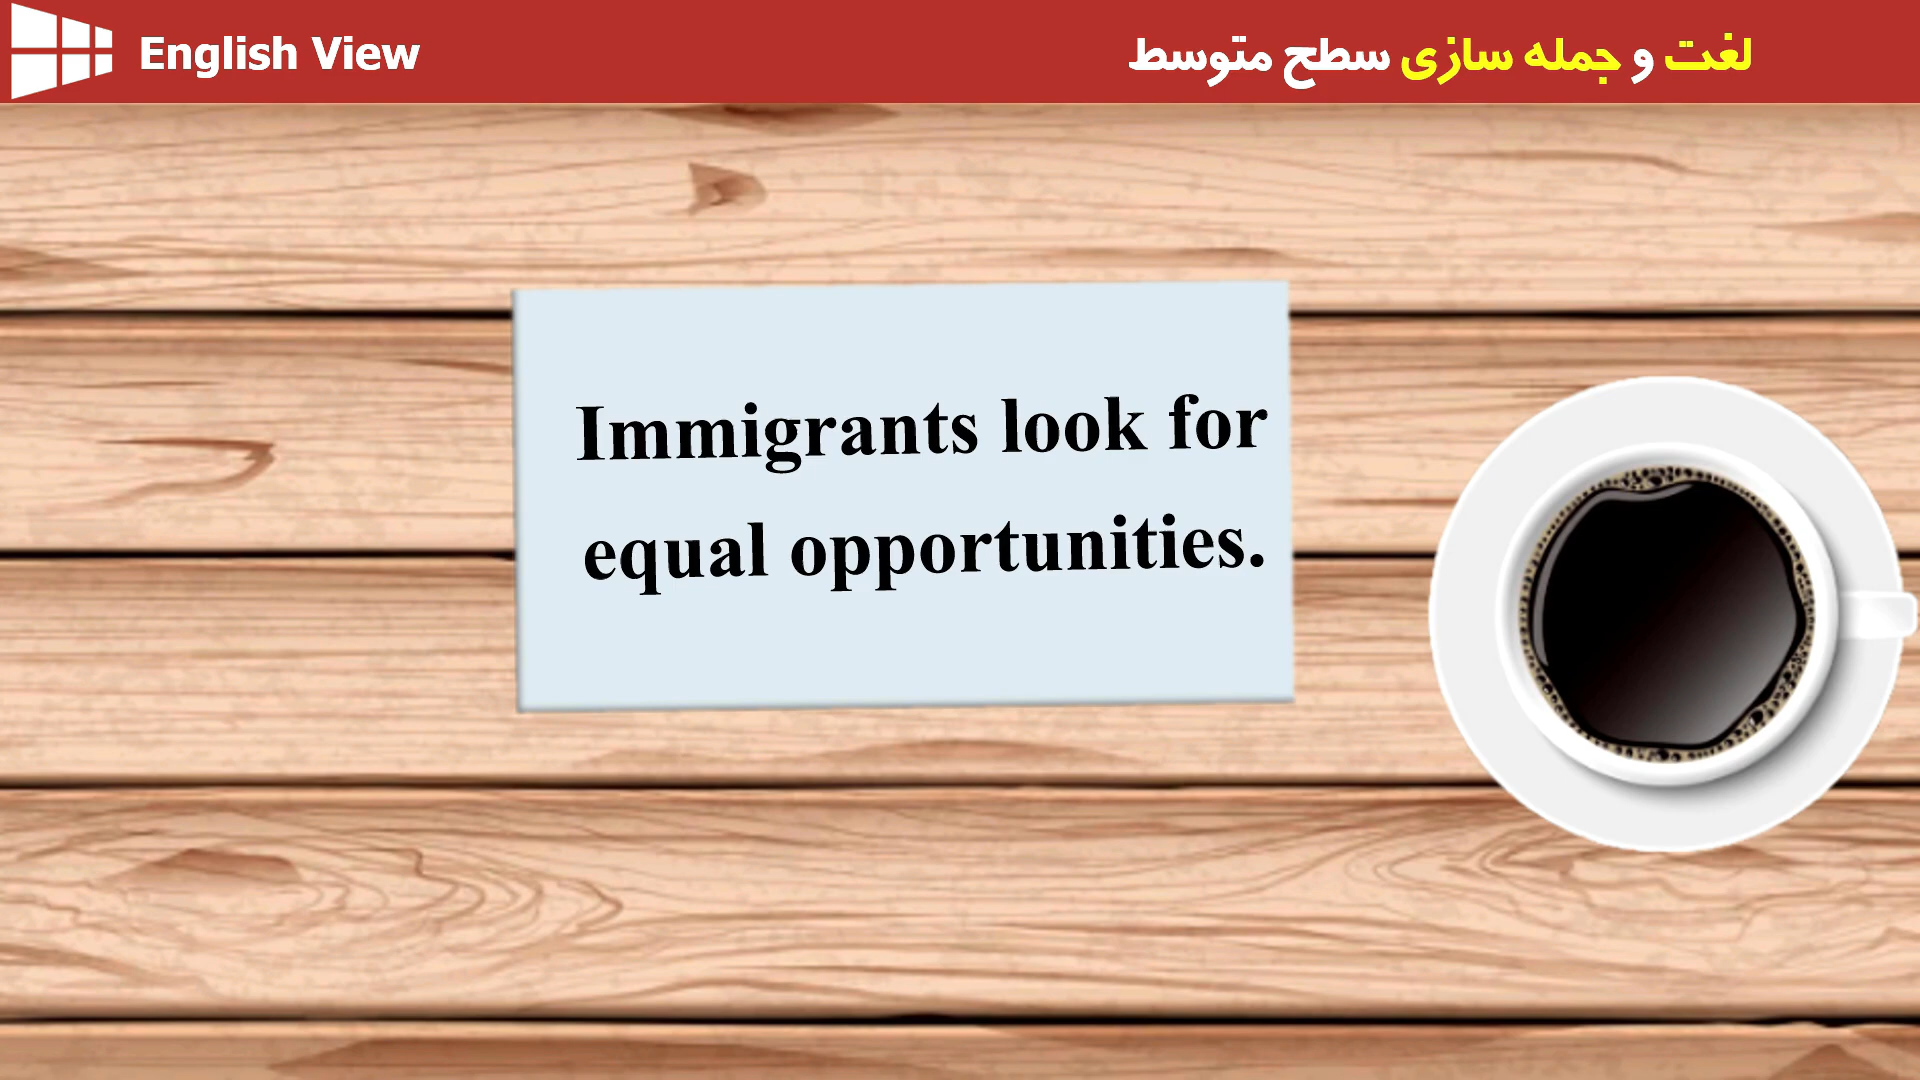 English View
لغت و جمله سازی سطح متوسط
Immigrants look for
equal opportunities.